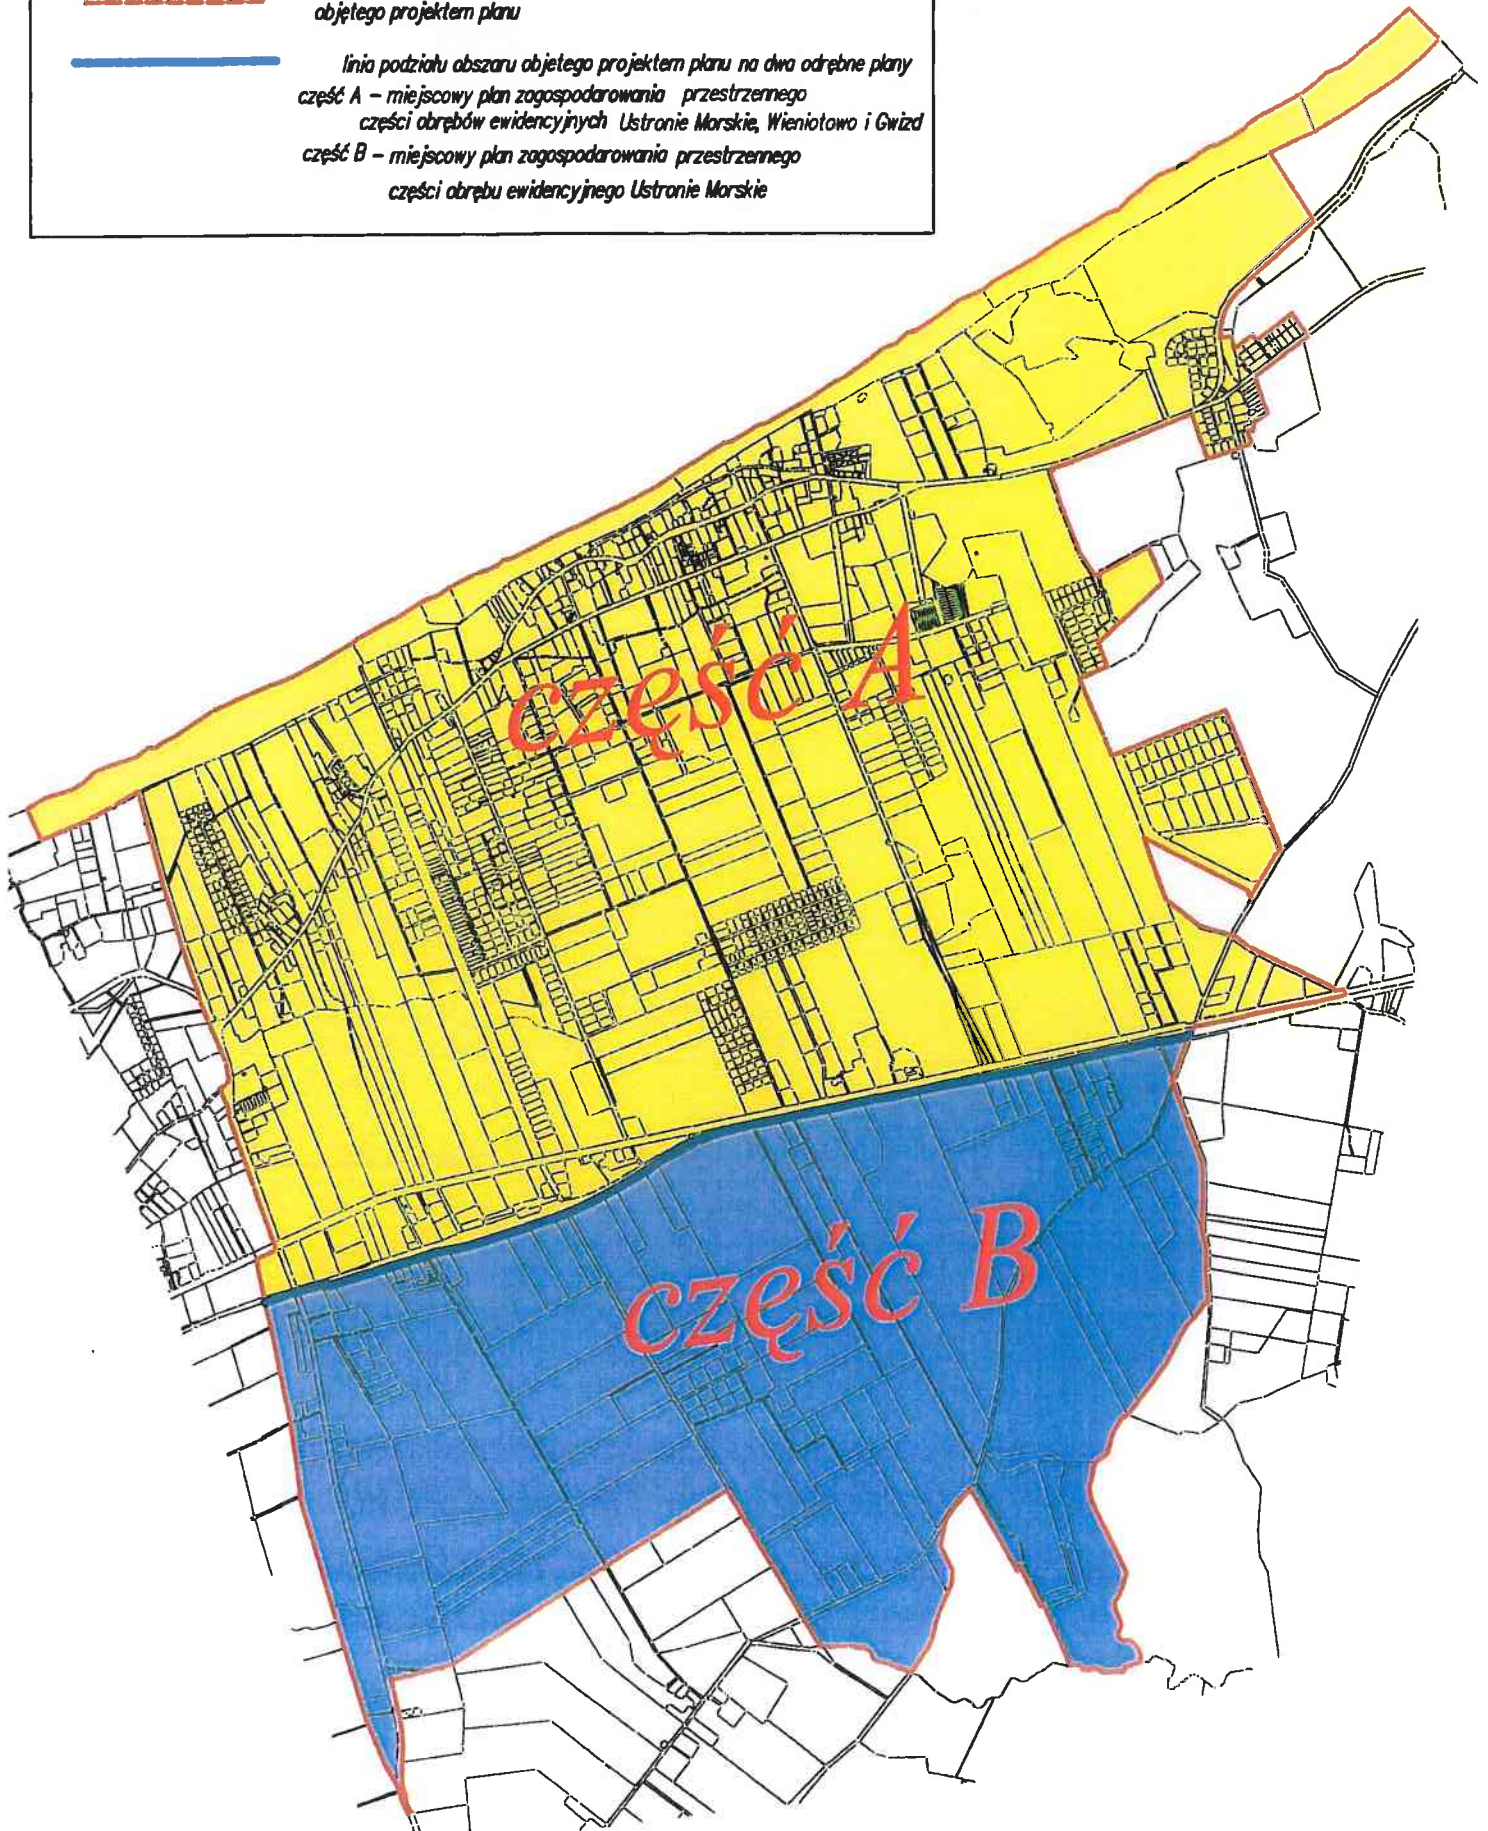 objętego projektem planu
linia podziału obszaru objetego projektem planu na dwa odrębne plany
część A – miejscowy plan zagospodarowania przestrzennego
części obrębów ewidencyjnych Ustronie Morskie, Wieniotowo i Gwizd
część B – miejscowy plan zagospodarowania przestrzennego
części obrębu ewidencyjnego Ustronie Morskie
część A
część B